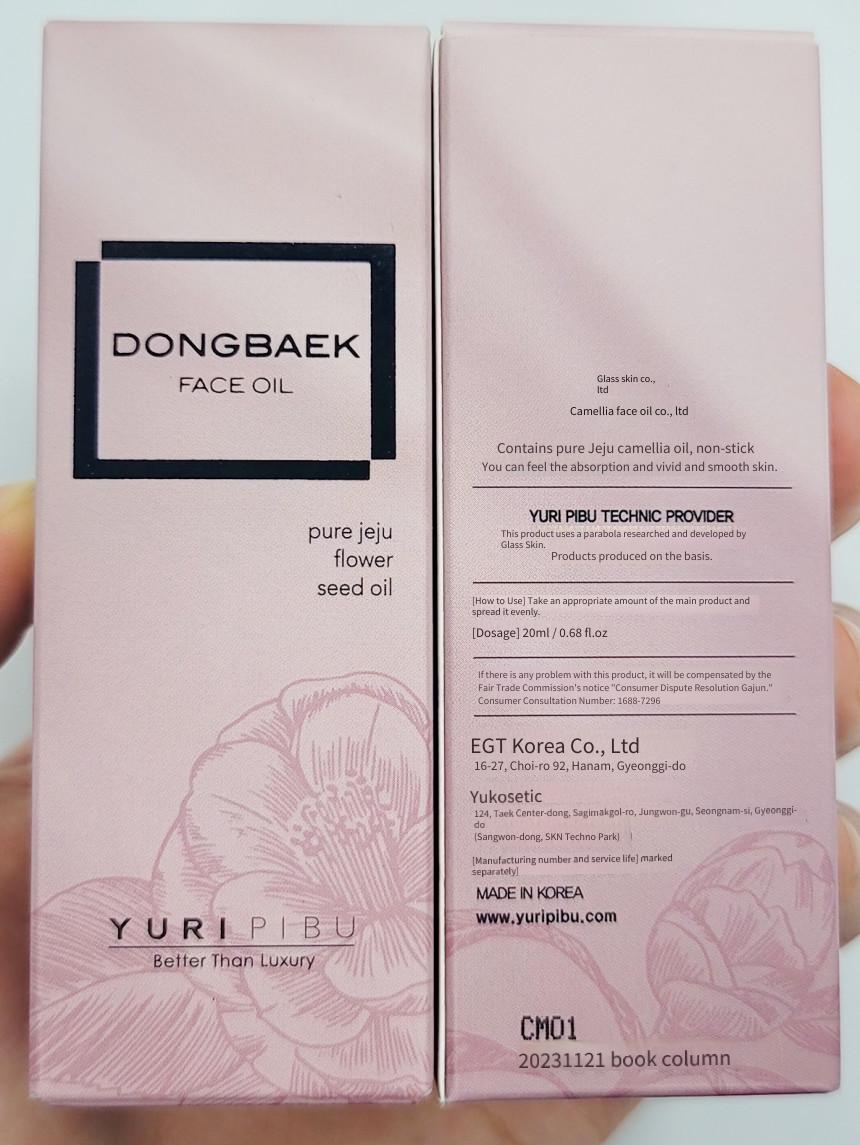 DONGBAEK
FACE OIL
pure jeju
flower
seed oil
YURI PIBU
Better Than Luxury
Glass skin co.,
ltd
Camellia face oil co., ltd
Contains pure Jeju camellia oil, non-stick
You can feel the absorption and vivid and smooth skin.
YURI PIBU TECHNIC PROVIDER
This product uses a parabola researched and developed by
Glass Skin.
Products produced on the basis.
[How to Use] Take an appropriate amount of the main product and
spread it evenly.
[Dosage] 20ml / 0.68 fl.oz
If there is any problem with this product, it will be compensated by the
Fair Trade Commission's notice "Consumer Dispute Resolution Gajun."
Consumer Consultation Number: 1688-7296
EGT Korea Co., Ltd
16-27, Choi-ro 92, Hanam, Gyeonggi-do
Yukosetic
124, Taek Center-dong, Sagimakgol-ro, Jungwon-gu, Seongnam-si, Gyeonggi-
do
(Sangwon-dong, SKN Techno Park)
[Manufacturing number and service life] marked
separately]
MADE IN KOREA
www.yuripibu.com
CM01
20231121 book column